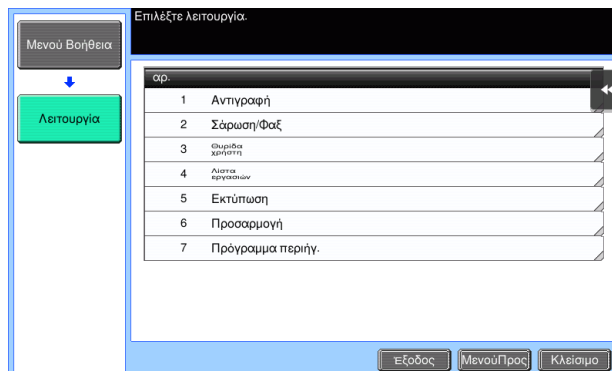 Επιλέξτε λειτουργία.
Μενού Βοήθεια
Λειτουργία
αρ.
1 Αντιγραφή
2 Σάρωση/Φαξ
3 Θυρίδα
χρήστη
4 Λίστα
εργασιών
5 Εκτύπωση
6 Προσαρμογή
7 Πρόγραμμα περιήγ.
Έξοδος ΜενούΠρος Κλείσιμο